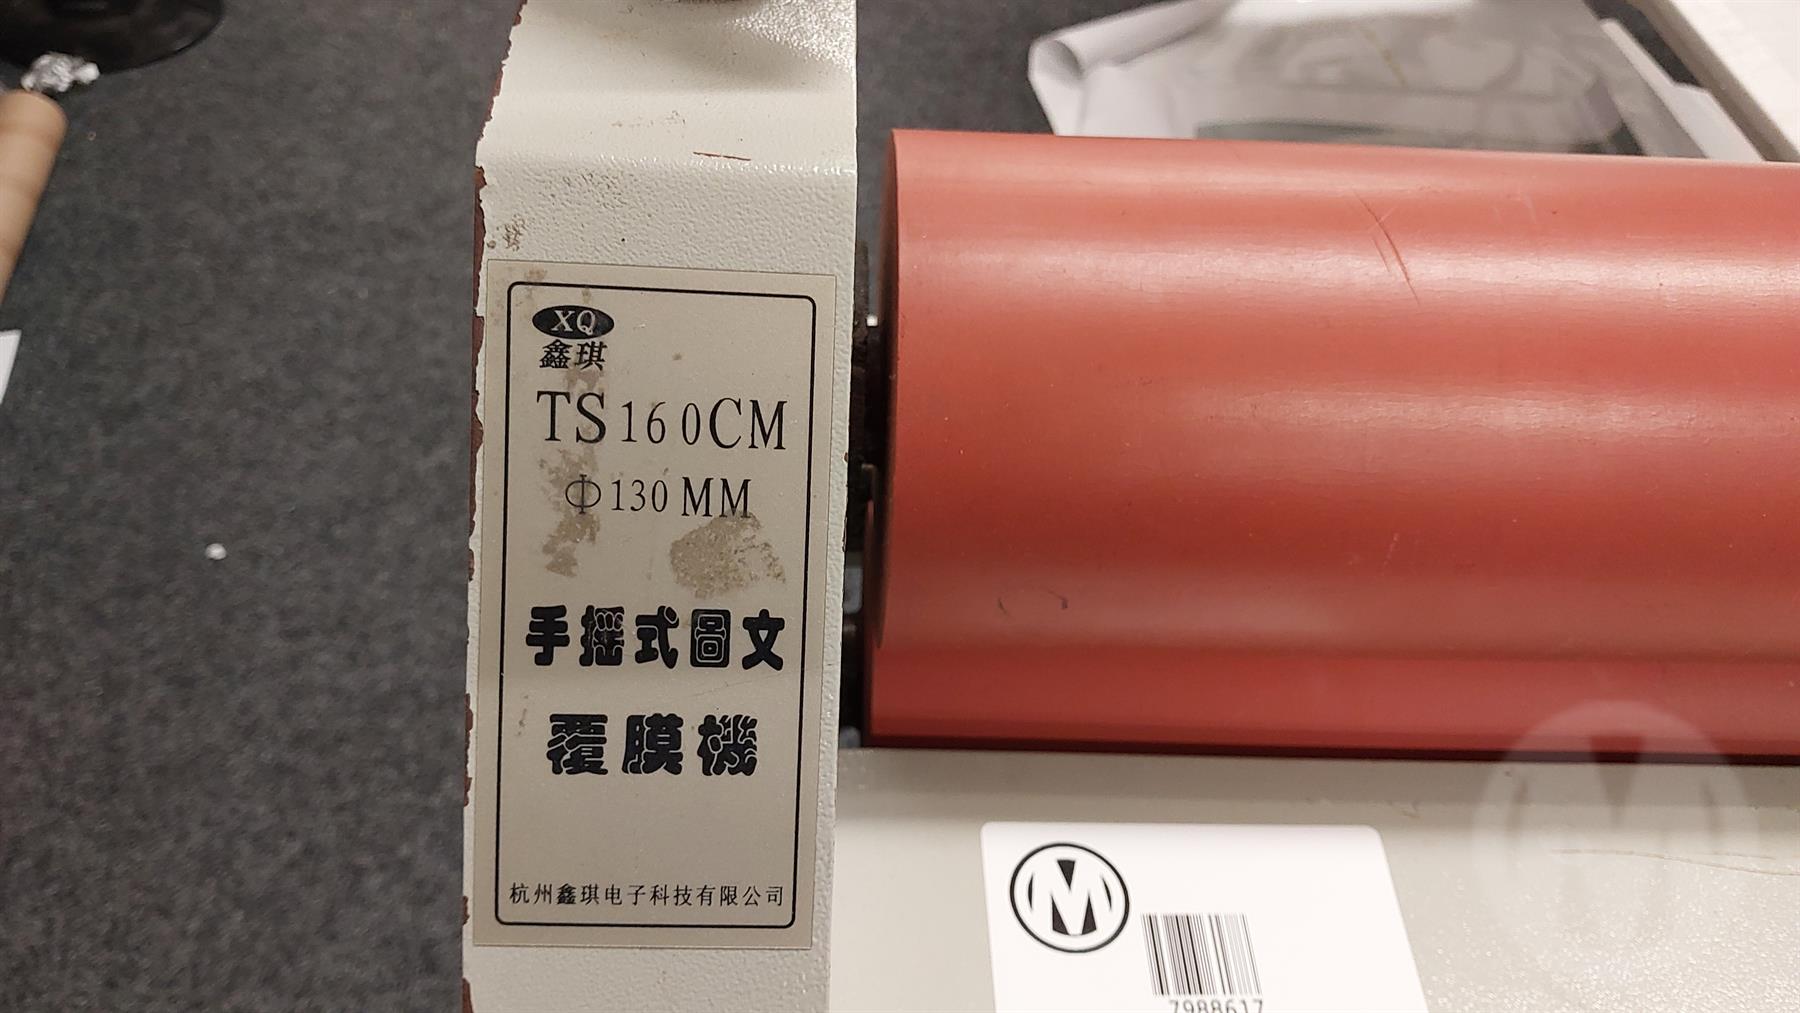 XQ
鑫琪
TS160CM
Φ130MM
手摇式圖文
覆膜機
杭州鑫琪电子科技有限公司
M
7988617
M